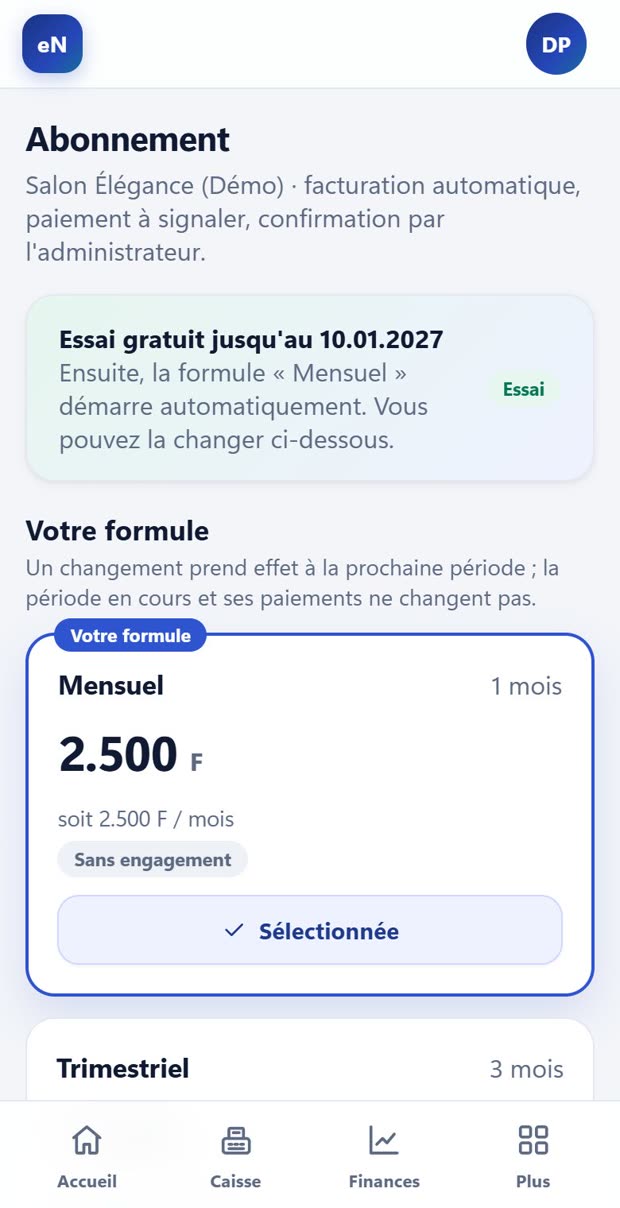 eN
DP
Abonnement
Salon Élégance (Démo) · facturation automatique,
paiement à signaler, confirmation par
l'administrateur.
Essai gratuit jusqu'au 10.01.2027
Ensuite, la formule « Mensuel »
démarre automatiquement. Vous
pouvez la changer ci-dessous.
Essai
Votre formule
Un changement prend effet à la prochaine période ; la
période en cours et ses paiements ne changent pas.
Votre formule
Mensuel
1 mois
2.500 F
soit 2.500 F / mois
Sans engagement
Sélectionnée
Trimestriel
3 mois
Accueil
Caisse
Finances
Plus